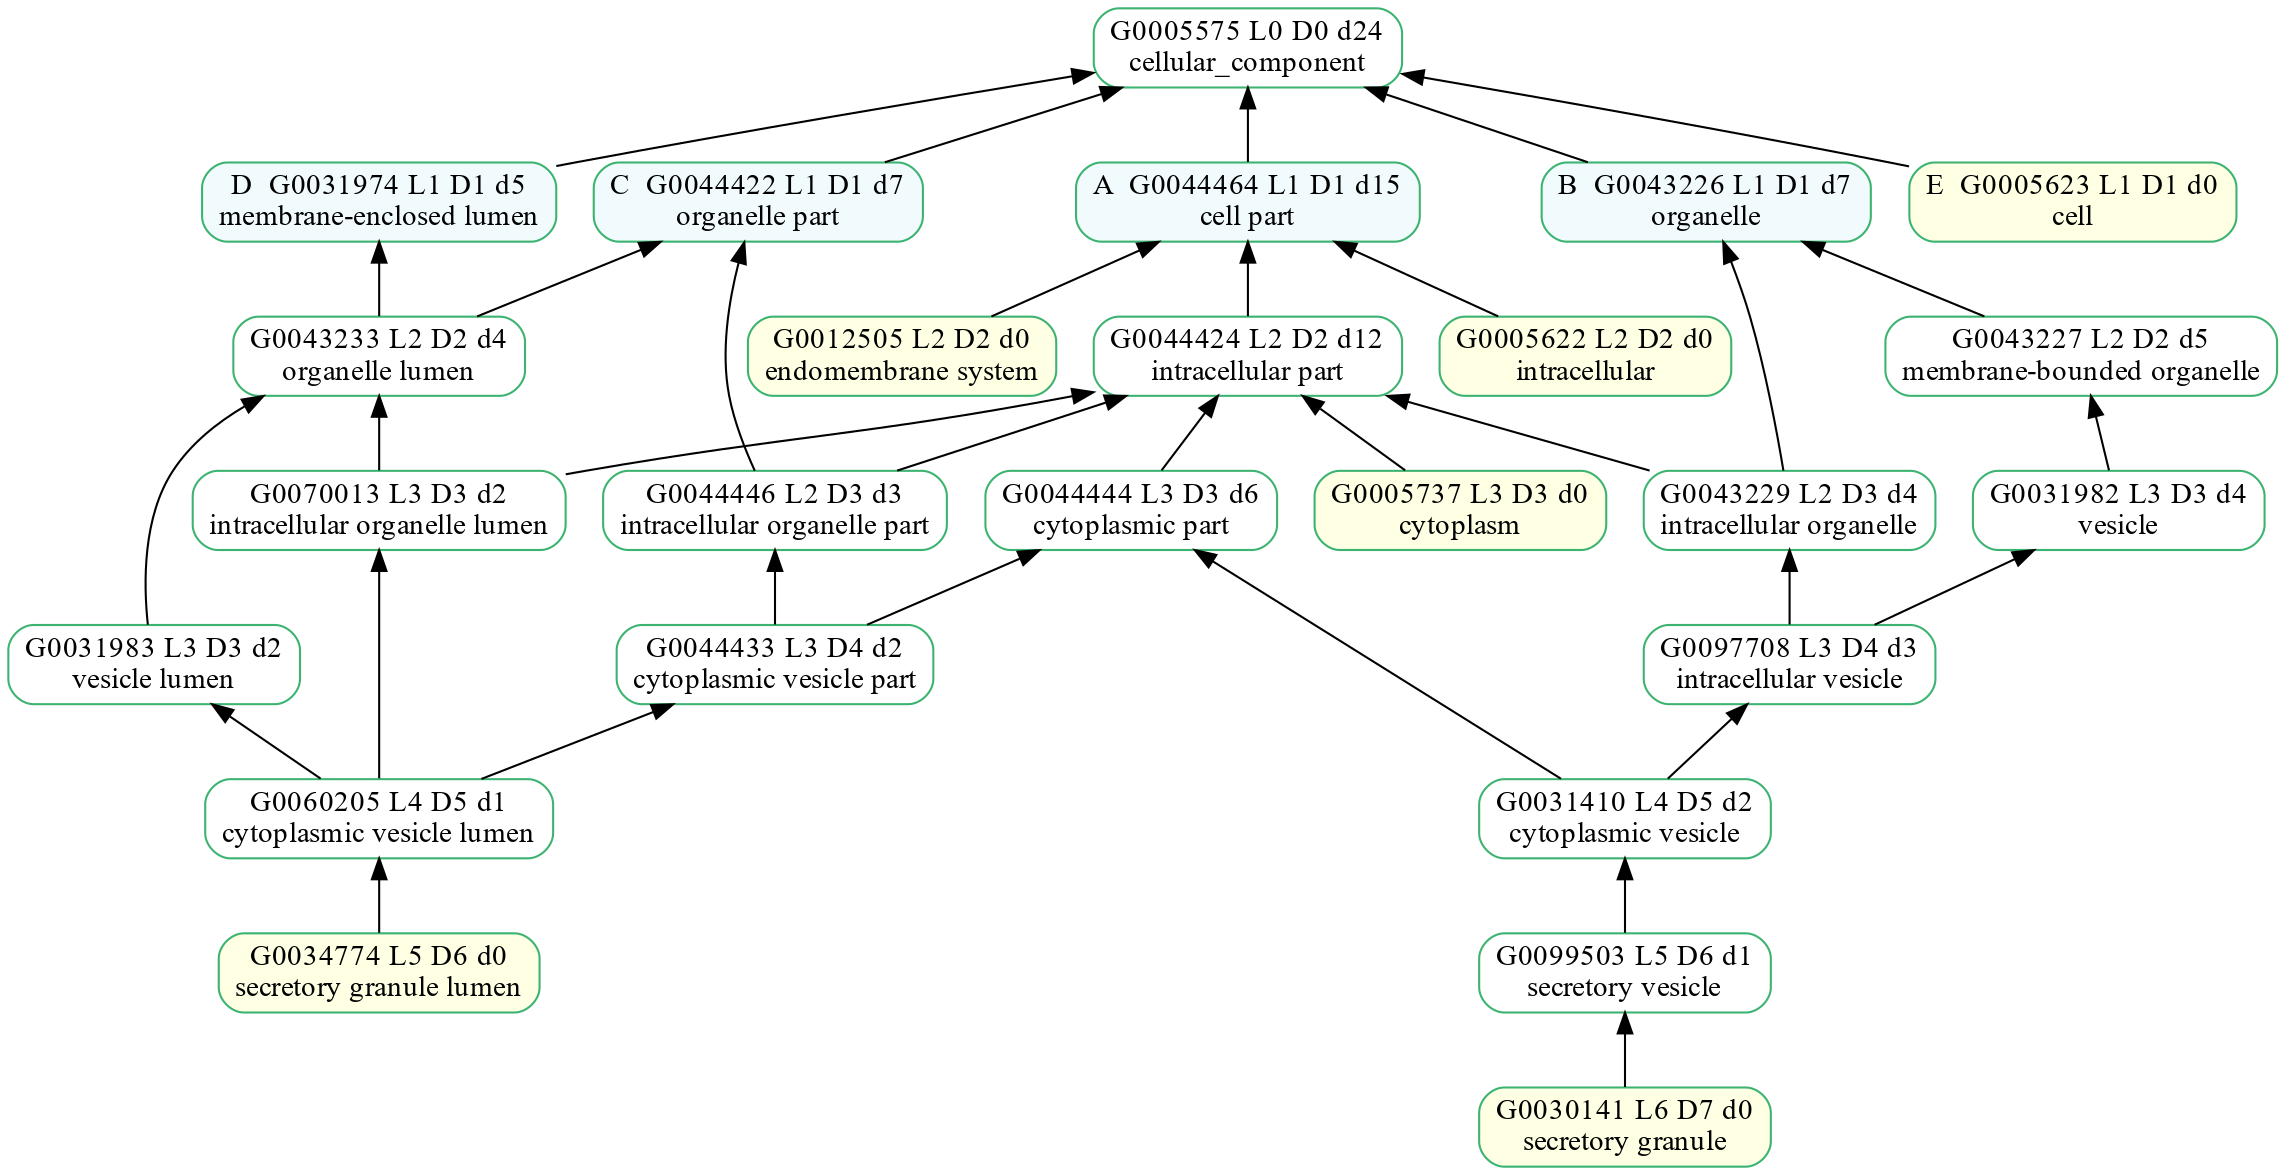 G0005575 L0 D0 d24
cellular_component
D  G0031974 L1 D1 d5
membrane-enclosed lumen
C  G0044422 L1 D1 d7
organelle part
A  G0044464 L1 D1 d15
cell part
B  G0043226 L1 D1 d7
organelle
E  G0005623 L1 D1 d0
cell
G0043233 L2 D2 d4
organelle lumen
G0012505 L2 D2 d0
endomembrane system
G0044424 L2 D2 d12
intracellular part
G0005622 L2 D2 d0
intracellular
G0043227 L2 D2 d5
membrane-bounded organelle
G0070013 L3 D3 d2
intracellular organelle lumen
G0044446 L2 D3 d3
intracellular organelle part
G0044444 L3 D3 d6
cytoplasmic part
G0005737 L3 D3 d0
cytoplasm
G0043229 L2 D3 d4
intracellular organelle
G0031982 L3 D3 d4
vesicle
G0031983 L3 D3 d2
vesicle lumen
G0044433 L3 D4 d2
cytoplasmic vesicle part
G0097708 L3 D4 d3
intracellular vesicle
G0060205 L4 D5 d1
cytoplasmic vesicle lumen
G0031410 L4 D5 d2
cytoplasmic vesicle
G0034774 L5 D6 d0
secretory granule lumen
G0099503 L5 D6 d1
secretory vesicle
G0030141 L6 D7 d0
secretory granule